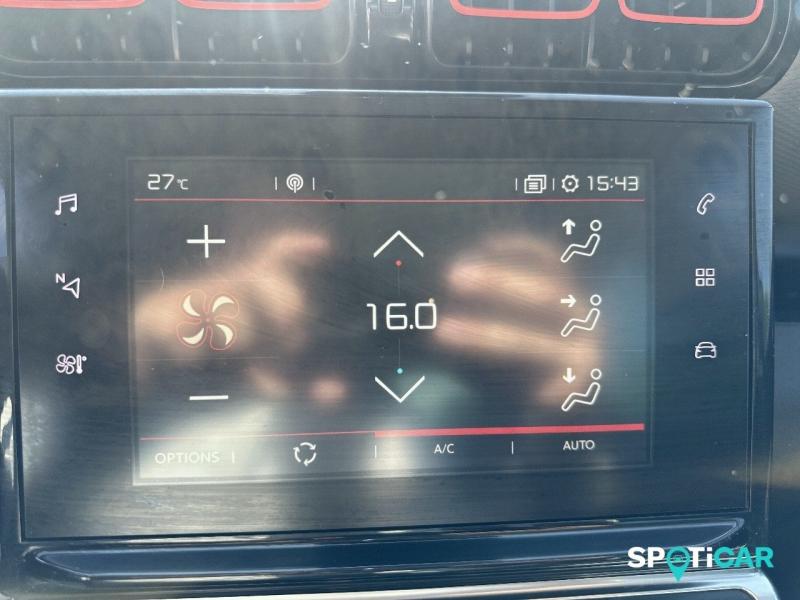 27°C 15:43
N
16.0
OPTIONS A/C AUTO
SPOTiCAR